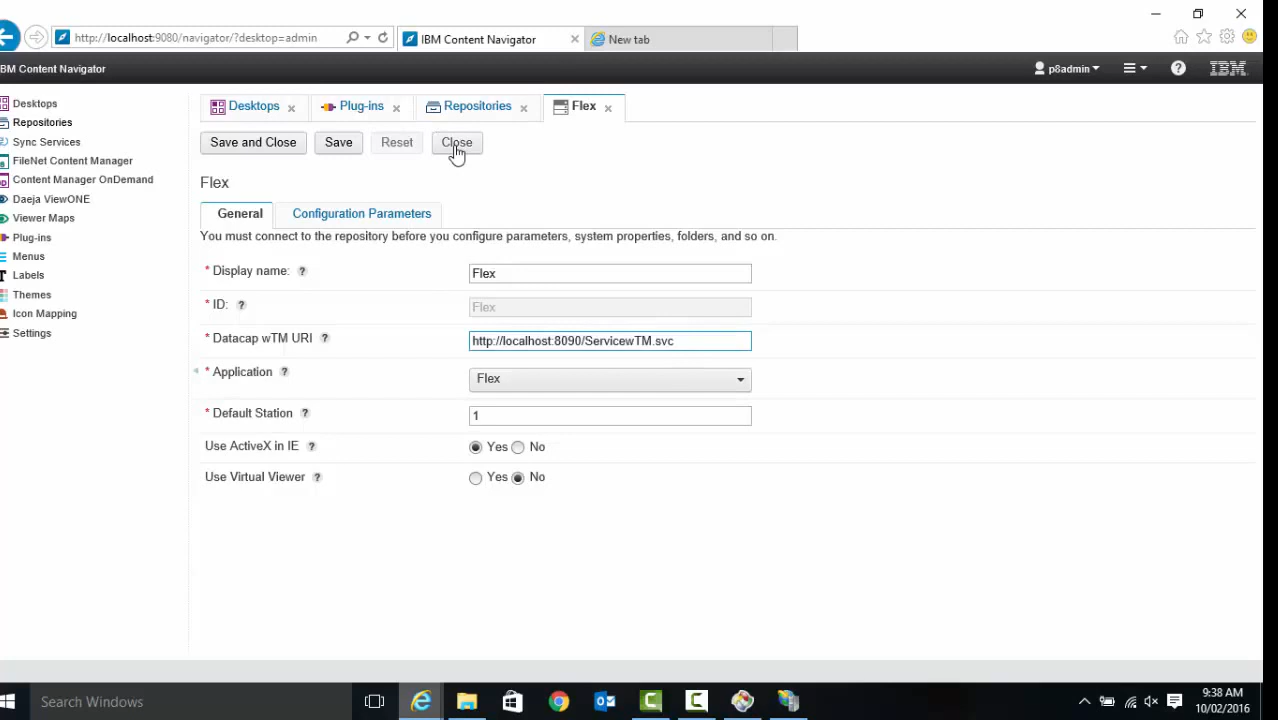 http://localhost:9080/navigator/?desktop=admin
IBM Content Navigator
New tab
IBM Content Navigator
p8admin
?
IBM
Desktops
Repositories
Sync Services
FileNet Content Manager
Content Manager OnDemand
Daeja ViewONE
Viewer Maps
Plug-ins
Menus
Labels
Themes
Icon Mapping
Settings
Desktops
Plug-ins
Repositories
Flex
Save and Close
Save
Reset
Close
Flex
General
Configuration Parameters
You must connect to the repository before you configure parameters, system properties, folders, and so on.
* Display name: ?
Flex
* ID: ?
Flex
* Datacap wTM URI ?
http://localhost:8090/ServicewTM.svc
* Application ?
Flex
* Default Station ?
1
Use ActiveX in IE ?
Yes No
Use Virtual Viewer ?
Yes No
Search Windows
9:38 AM
10/02/2016